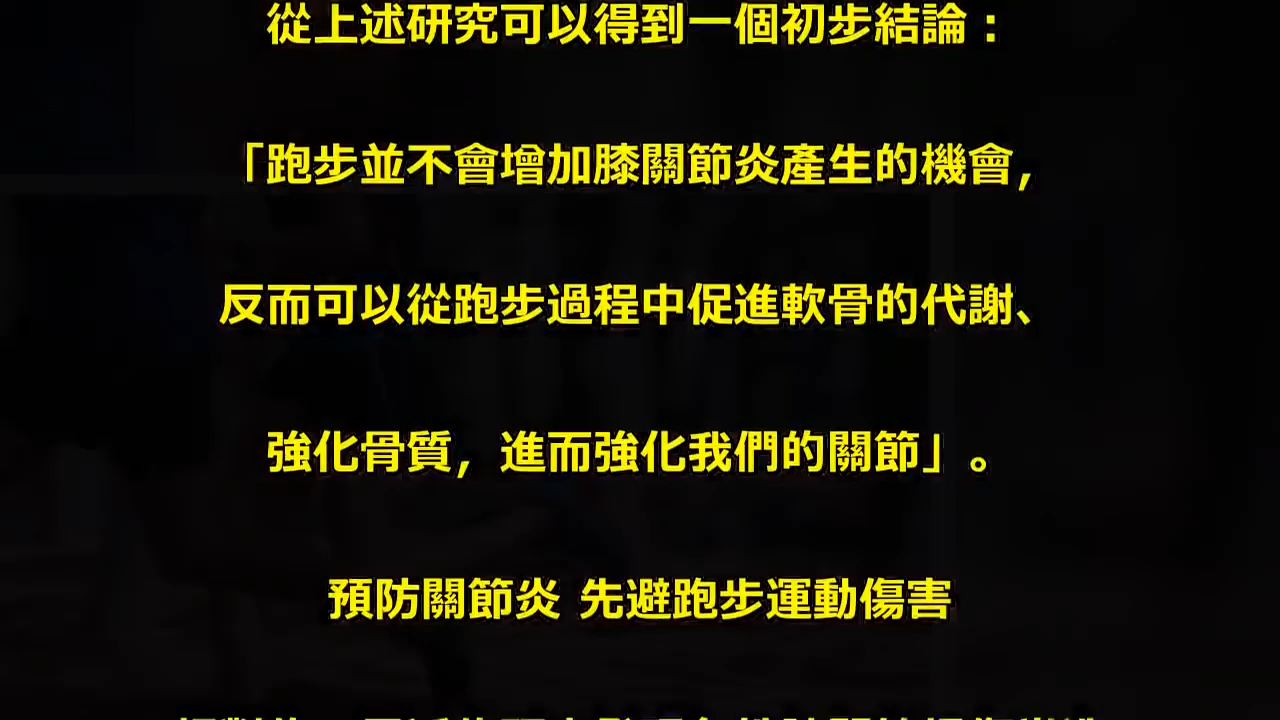 從上述研究可以得到一個初步結論：
「跑步並不會增加膝關節炎產生的機會，
反而可以從跑步過程中促進軟骨的代謝、
強化骨質，進而強化我們的關節」。
預防關節炎 先避跑步運動傷害